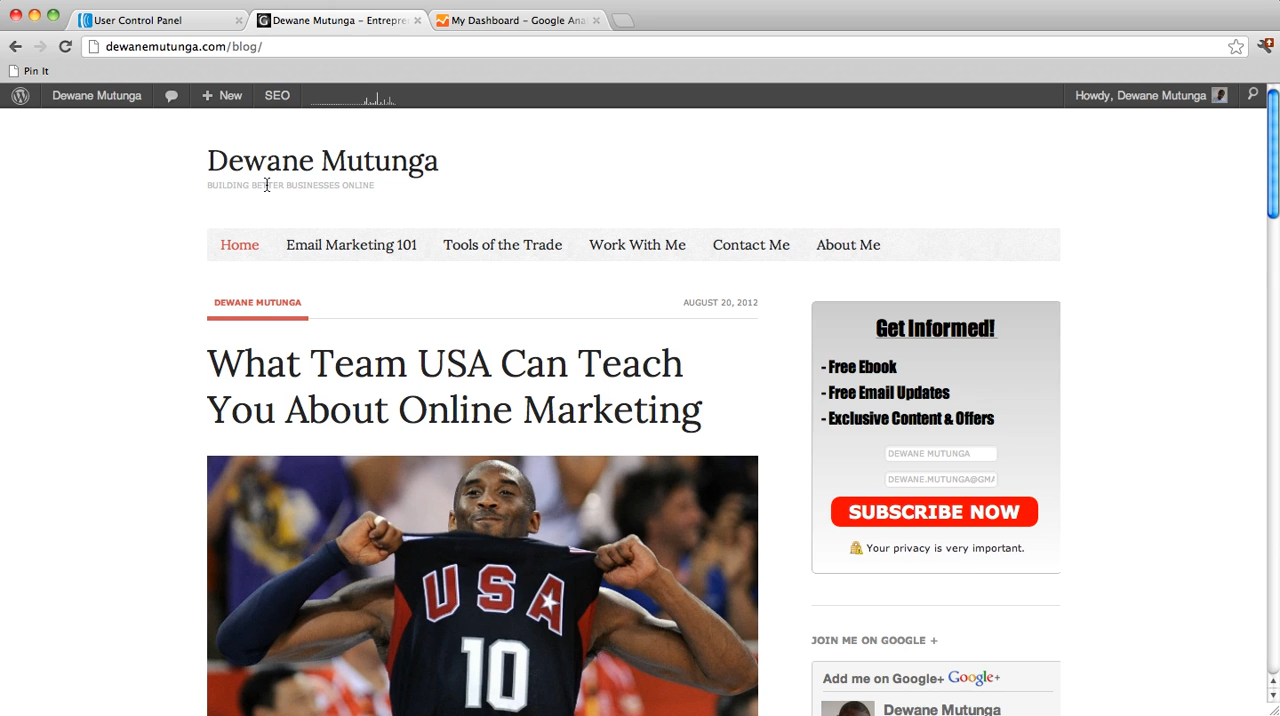 User Control Panel
Dewane Mutunga – Entrepre
My Dashboard – Google Ana
dewanemutunga.com/blog/
Pin It
Dewane Mutunga
+ New
SEO
Howdy, Dewane Mutunga
Dewane Mutunga
BUILDING BETTER BUSINESSES ONLINE
Home Email Marketing 101 Tools of the Trade Work With Me Contact Me About Me
DEWANE MUTUNGA
AUGUST 20, 2012
What Team USA Can Teach
You About Online Marketing
USA
10
Get Informed!
- Free Ebook
- Free Email Updates
- Exclusive Content & Offers
DEWANE MUTUNGA
DEWANE.MUTUNGA@GMA
SUBSCRIBE NOW
Your privacy is very important.
JOIN ME ON GOOGLE +
Add me on Google+ Google+
Dewane Mutunga